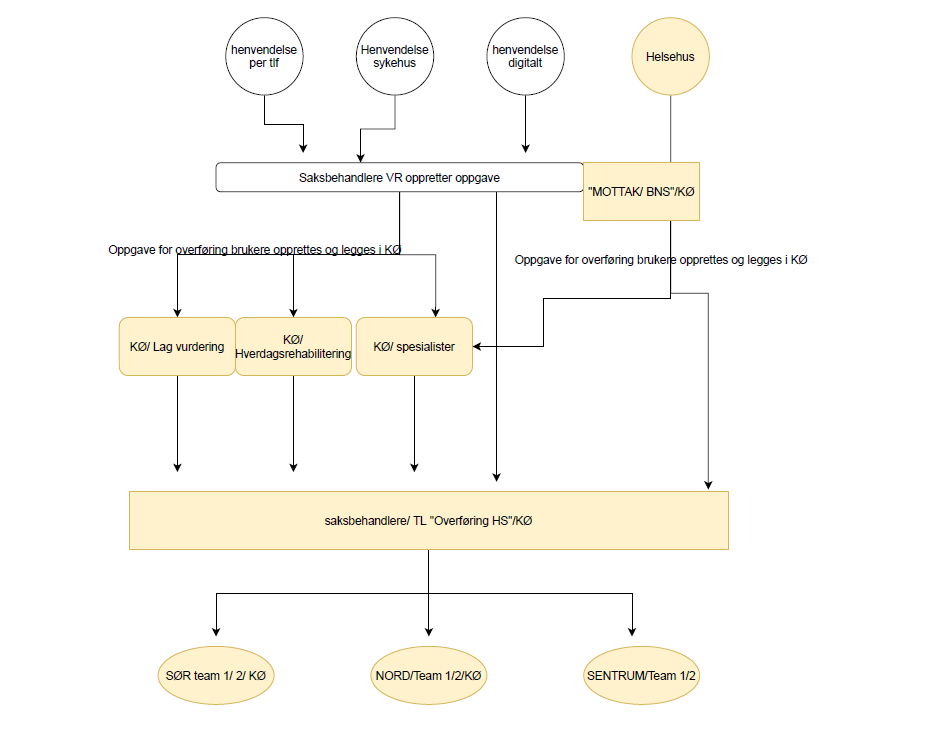 henvendelse
per tlf
Henvendelse
sykehus
henvendelse
digitalt
Helsehus
Saksbehandlere VR oppretter oppgave
"MOTTAK/ BNS"/KØ
Oppgave for overføring brukere opprettes og legges i KØ
Oppgave for overføring brukere opprettes og legges i KØ
KØ/ Lag vurdering
KØ/
Hverdagsrehabilitering
KØ/ spesialister
saksbehandlere/ TL "Overføring HS"/KØ
SØR team 1/ 2/ KØ
NORD/Team 1/2/KØ
SENTRUM/Team 1/2